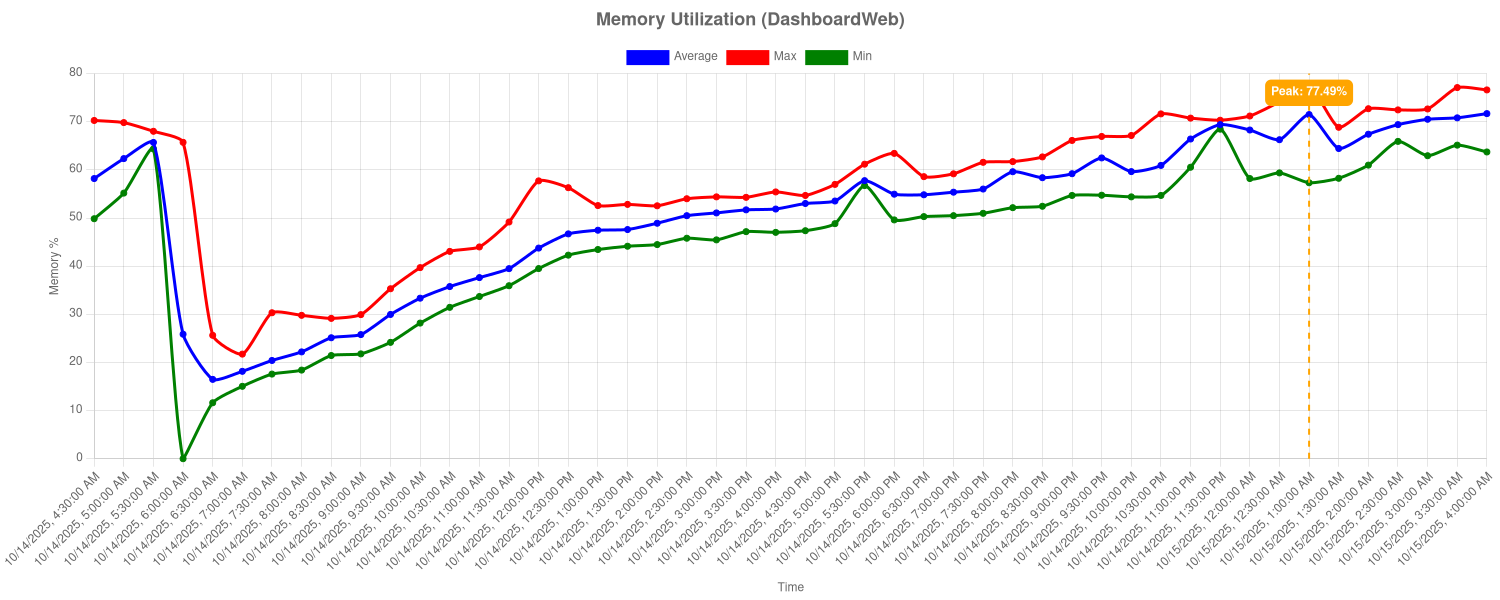 Memory Utilization (DashboardWeb)
Average Max Min
Peak: 77.49%
80
70
60
50
40
30
20
10
0
Memory %
10/14/2025, 4:30:00 AM
10/14/2025, 5:00:00 AM
10/14/2025, 5:30:00 AM
10/14/2025, 6:00:00 AM
10/14/2025, 6:30:00 AM
10/14/2025, 7:00:00 AM
10/14/2025, 7:30:00 AM
10/14/2025, 8:00:00 AM
10/14/2025, 8:30:00 AM
10/14/2025, 9:00:00 AM
10/14/2025, 9:30:00 AM
10/14/2025, 10:00:00 AM
10/14/2025, 10:30:00 AM
10/14/2025, 11:00:00 AM
10/14/2025, 11:30:00 AM
10/14/2025, 12:00:00 PM
10/14/2025, 12:30:00 PM
10/14/2025, 1:00:00 PM
10/14/2025, 1:30:00 PM
10/14/2025, 2:00:00 PM
10/14/2025, 2:30:00 PM
10/14/2025, 3:00:00 PM
10/14/2025, 3:30:00 PM
10/14/2025, 4:00:00 PM
10/14/2025, 4:30:00 PM
10/14/2025, 5:00:00 PM
10/14/2025, 5:30:00 PM
10/14/2025, 6:00:00 PM
10/14/2025, 6:30:00 PM
10/14/2025, 7:00:00 PM
10/14/2025, 7:30:00 PM
10/14/2025, 8:00:00 PM
10/14/2025, 8:30:00 PM
10/14/2025, 9:00:00 PM
10/14/2025, 9:30:00 PM
10/14/2025, 10:00:00 PM
10/14/2025, 10:30:00 PM
10/14/2025, 11:00:00 PM
10/14/2025, 11:30:00 PM
10/15/2025, 12:00:00 AM
10/15/2025, 12:30:00 AM
10/15/2025, 1:00:00 AM
10/15/2025, 1:30:00 AM
10/15/2025, 2:00:00 AM
10/15/2025, 2:30:00 AM
10/15/2025, 3:00:00 AM
10/15/2025, 3:30:00 AM
10/15/2025, 4:00:00 AM
Time